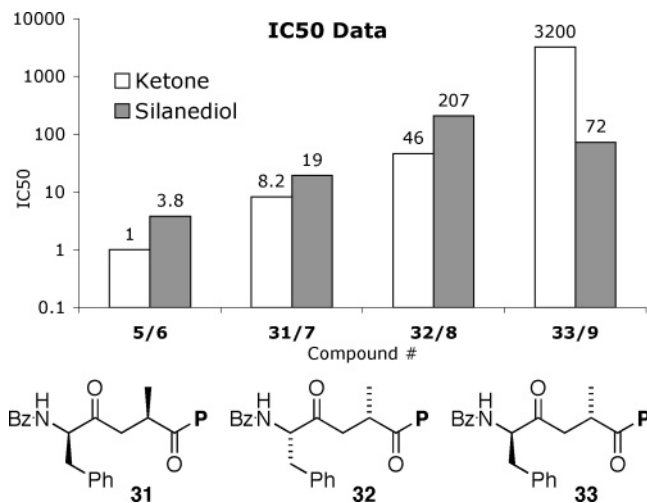 IC50 Data
10000
1000
100
10
1
0.1
IC50
Ketone
Silanediol
1
3.8
8.2
19
46
207
3200
72
5/6 31/7 32/8 33/9
Compound #
H
BzN
O
O
P
Ph
31
H
BzN
O
O
P
Ph
32
H
BzN
O
O
P
Ph
33